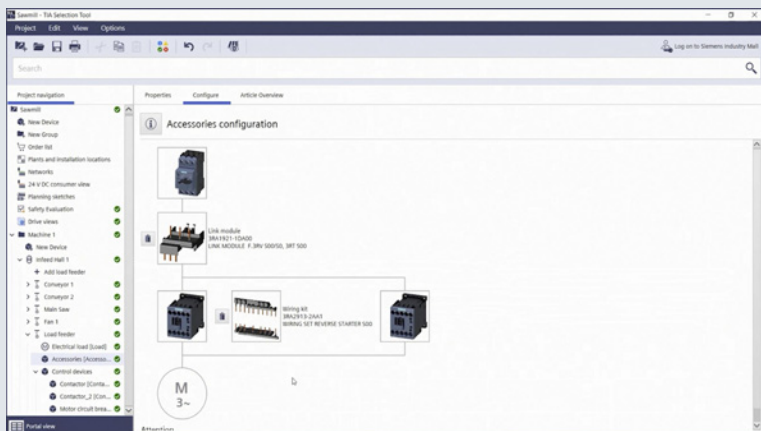 Sawmill - TIA Selection Tool
Project Edit View Options
Log on to Siemens Industry Mall
Search
Project navigation
Properties Configure Article Overview
Sawmill
New Device
New Group
Order list
Plants and installation locations
Networks
24 V DC consumer view
Planning sketches
Safety Evaluation
Drive views
Machine 1
New Device
Infeed Hall 1
Add load feeder
Conveyor 1
Conveyor 2
Main Saw
Fan 1
Load feeder
Electrical load [Load]
Accessories [Accesso...
Control devices
Contactor [Conta...
Contactor_2 [Con...
Motor circuit brea...
Portal view
Accessories configuration
Link module
3RA1921-1DA00
LINK MODULE F.3RV S00/S0, 3RT S00
Wiring kit
3RA2913-2AA1
WIRING SET REVERSE STARTER S00
M
3~
Attention